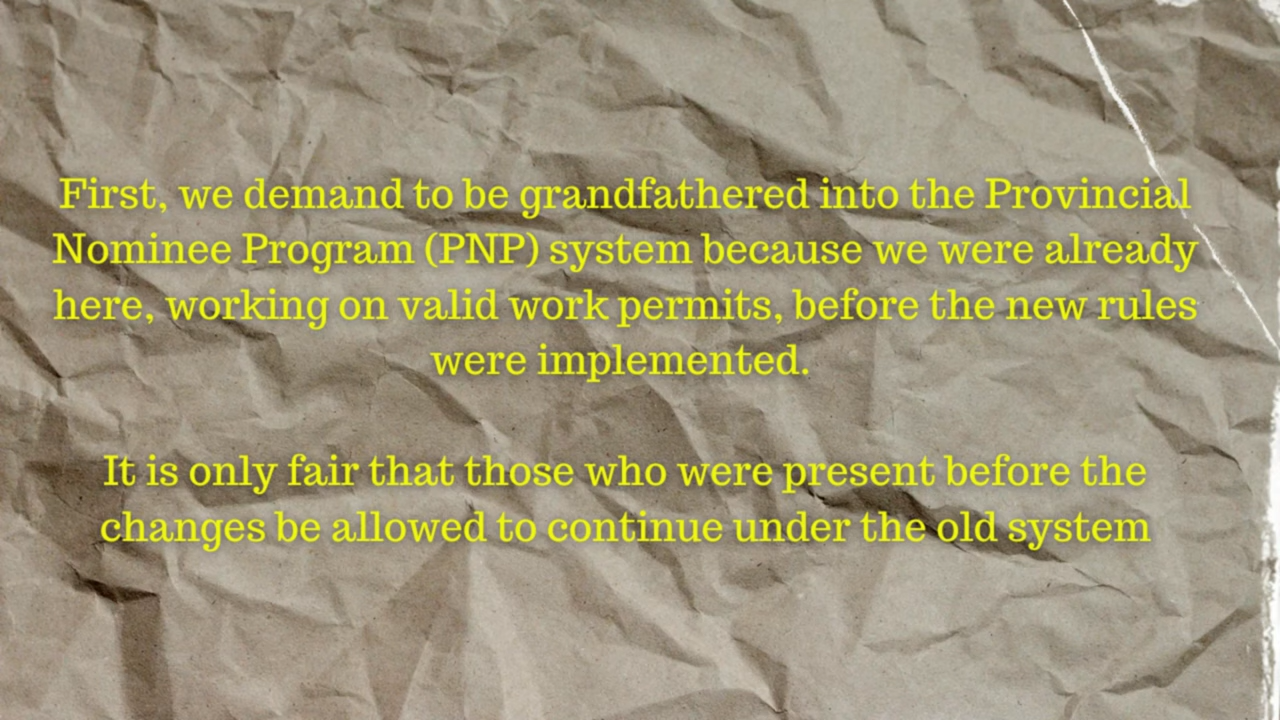 First, we demand to be grandfathered into the Provincial
Nominee Program (PNP) system because we were already
here, working on valid work permits, before the new rules
were implemented.
It is only fair that those who were present before the
changes be allowed to continue under the old system